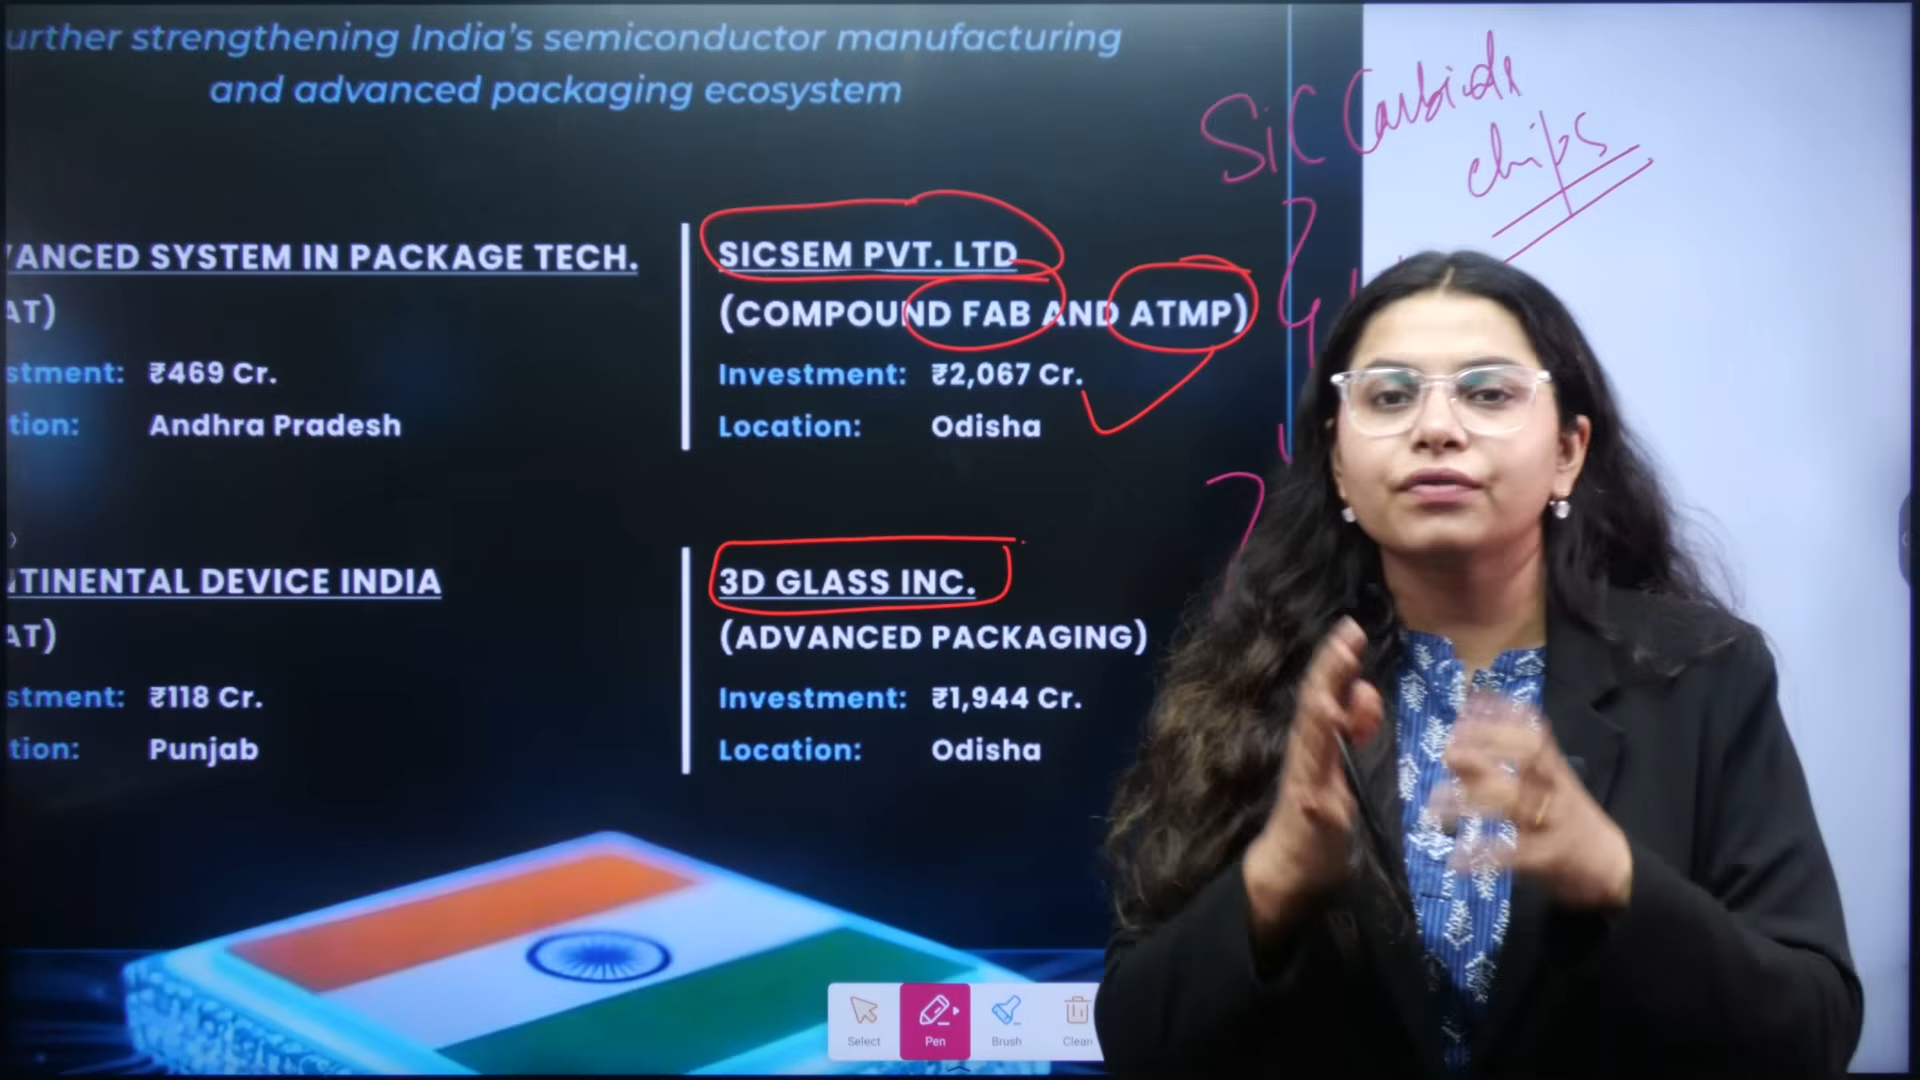 urther strengthening India's semiconductor manufacturing
and advanced packaging ecosystem
SiC Carbide
chips
VANCED SYSTEM IN PACKAGE TECH.
AT)
stment: ₹469 Cr.
tion: Andhra Pradesh
SICSEM PVT. LTD
(COMPOUND FAB AND ATMP)
Investment: ₹2,067 Cr.
Location: Odisha
TINENTAL DEVICE INDIA
AT)
stment: ₹118 Cr.
tion: Punjab
3D GLASS INC.
(ADVANCED PACKAGING)
Investment: ₹1,944 Cr.
Location: Odisha
Select
Pen
Brush
Clean